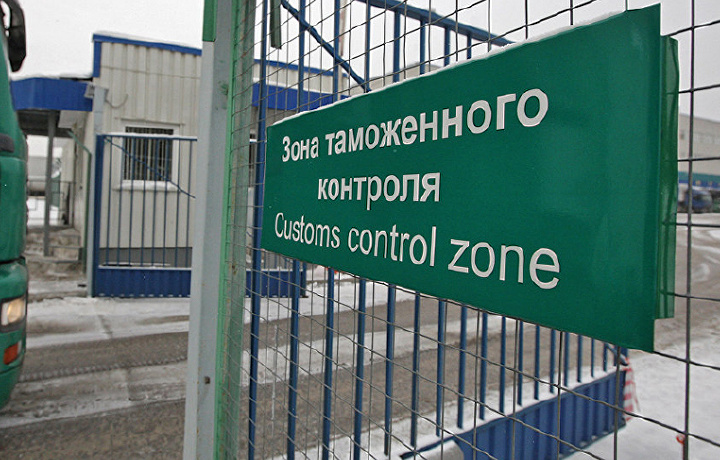 Зона таможенного
контроля
Customs control zone